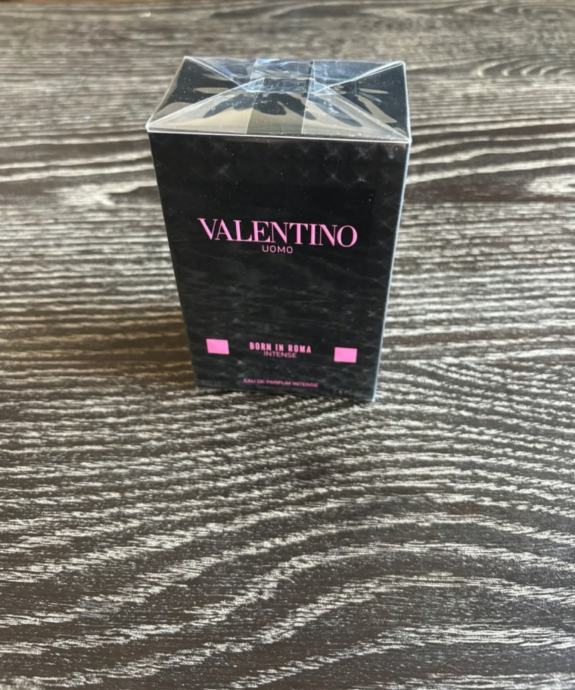 VALENTINO
UOMO
BORN IN ROMA
INTENSE
EAU DE PARFUM INTENSE